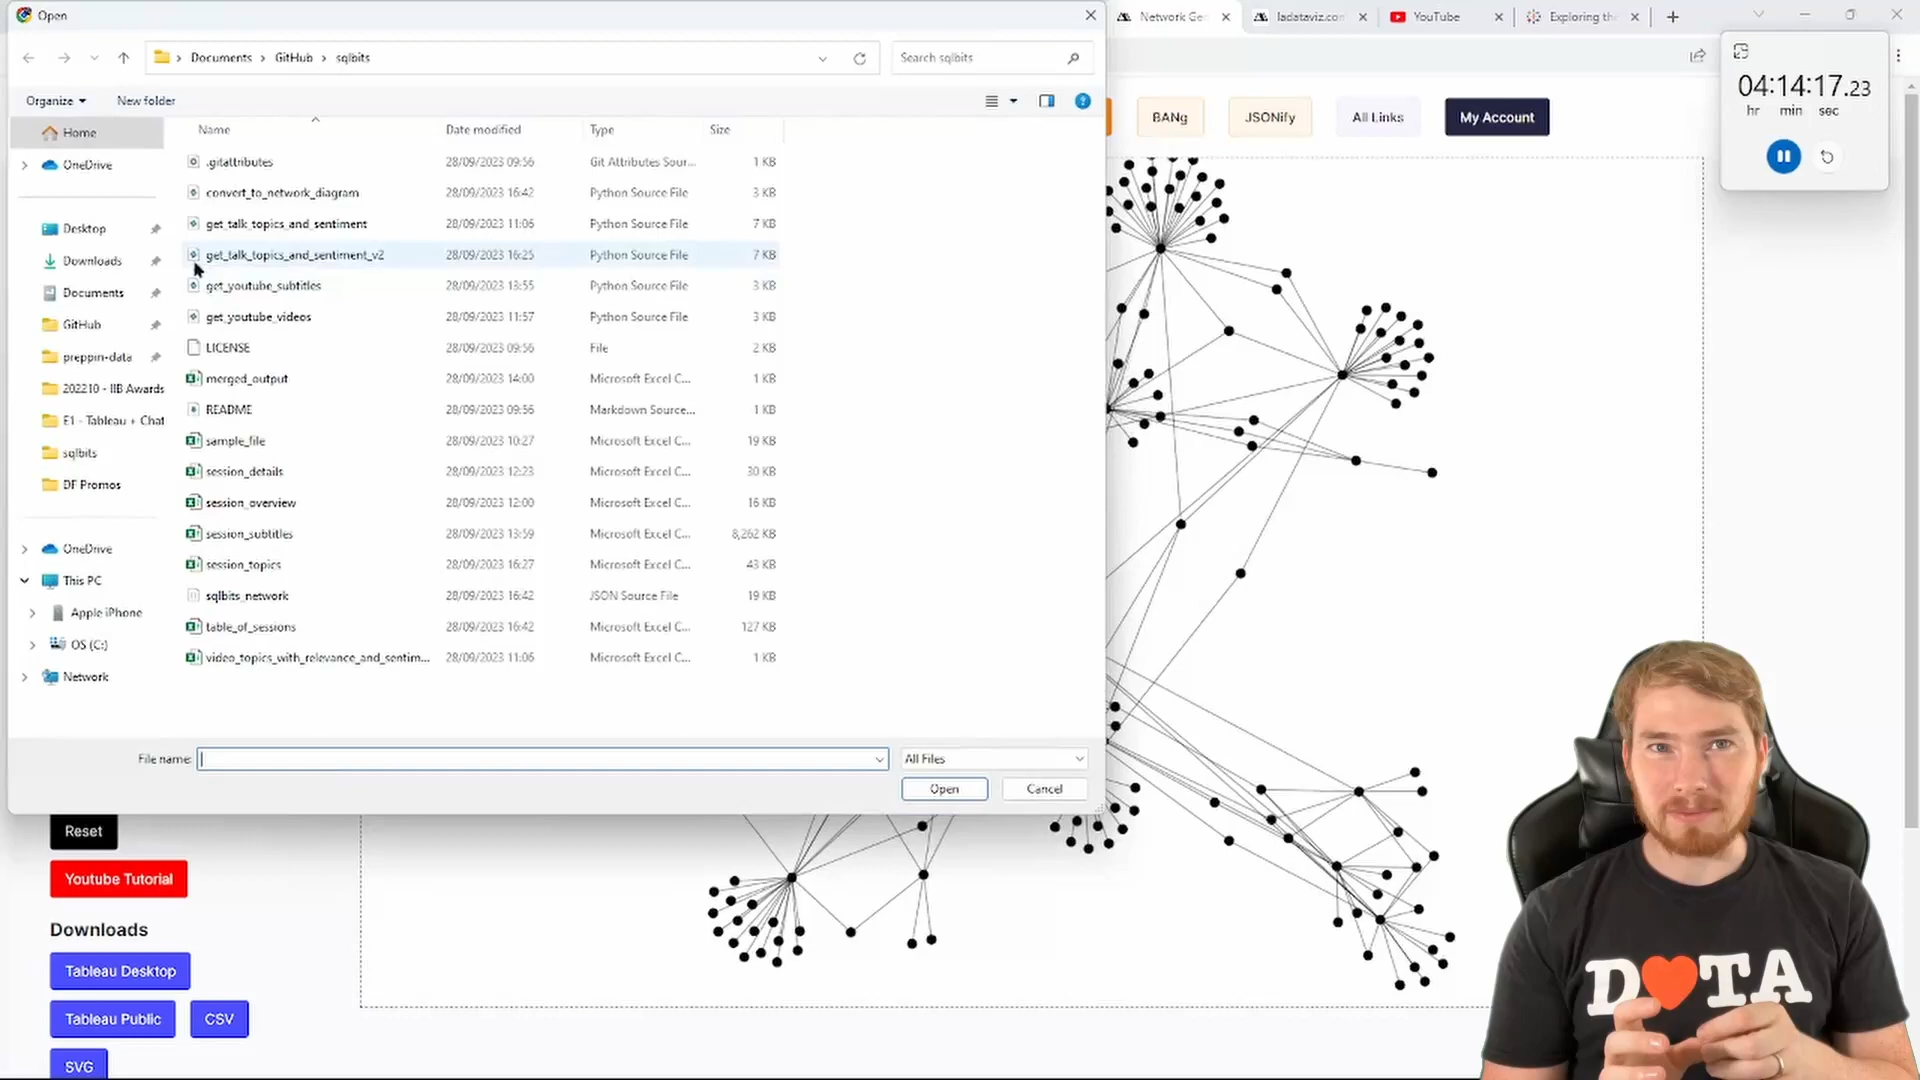 Open
Network Ge
ladataviz.con
YouTube
Exploring th
Documents > GitHub > sqlbits
Search sqlbits
04:14:17.23
hr min sec
Organize
New folder
BANg
JSONify
All Links
My Account
Name
Date modified
Type
Size
Home
OneDrive
Desktop
Downloads
Documents
GitHub
preppin-data
202210 - IIB Awards
E1 - Tableau + Chat
sqlbits
DF Promos
OneDrive
This PC
Apple iPhone
OS (C:)
Network
.gitattributes 28/09/2023 09:56 Git Attributes Sour... 1 KB
convert_to_network_diagram 28/09/2023 16:42 Python Source File 3 KB
get_talk_topics_and_sentiment 28/09/2023 11:06 Python Source File 7 KB
get_talk_topics_and_sentiment_v2 28/09/2023 16:25 Python Source File 7 KB
get_youtube_subtitles 28/09/2023 13:55 Python Source File 3 KB
get_youtube_videos 28/09/2023 11:57 Python Source File 3 KB
LICENSE 28/09/2023 09:56 File 2 KB
merged_output 28/09/2023 14:00 Microsoft Excel C... 1 KB
README 28/09/2023 09:56 Markdown Source... 1 KB
sample_file 28/09/2023 10:27 Microsoft Excel C... 19 KB
session_details 28/09/2023 12:23 Microsoft Excel C... 30 KB
session_overview 28/09/2023 12:00 Microsoft Excel C... 16 KB
session_subtitles 28/09/2023 13:59 Microsoft Excel C... 8,262 KB
session_topics 28/09/2023 16:27 Microsoft Excel C... 43 KB
sqlbits_network 28/09/2023 16:42 JSON Source File 19 KB
table_of_sessions 28/09/2023 16:42 Microsoft Excel C... 127 KB
video_topics_with_relevance_and_sentim... 28/09/2023 11:06 Microsoft Excel C... 1 KB
File name:
All Files
Open
Cancel
Reset
Youtube Tutorial
Downloads
Tableau Desktop
Tableau Public
CSV
SVG
D❤TA